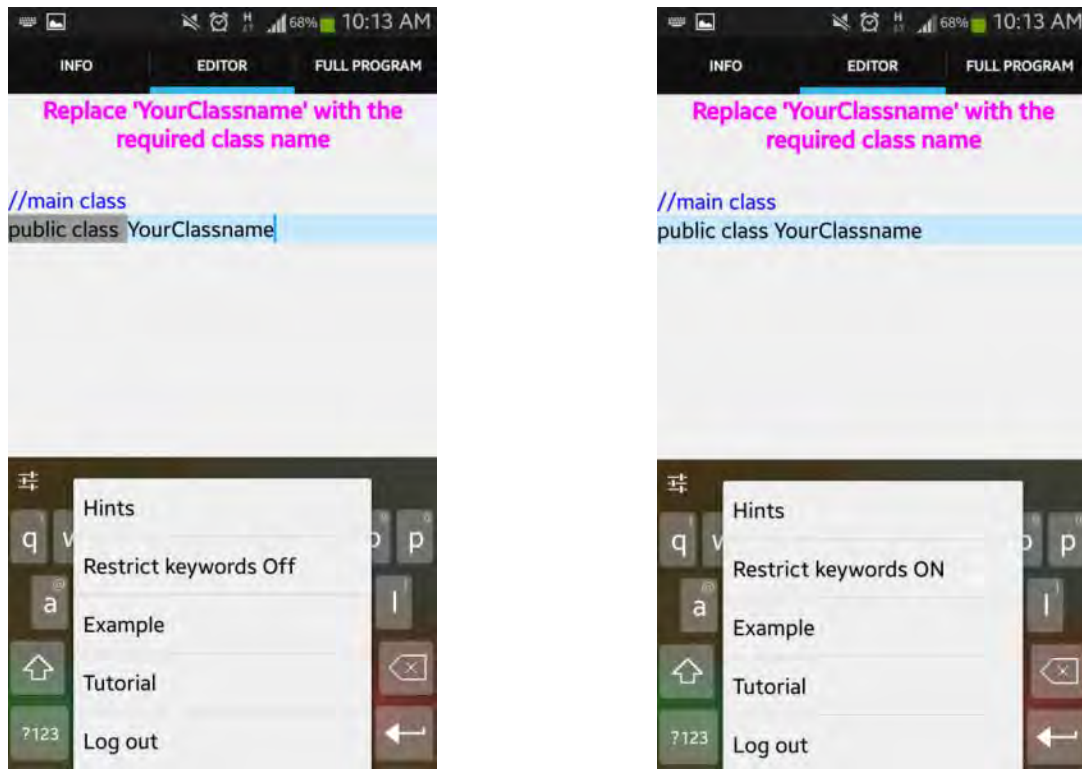 68% 10:13 AM
INFO EDITOR FULL PROGRAM
Replace 'YourClassname' with the
required class name
//main class
public class YourClassname
Hints
Restrict keywords Off
Example
Tutorial
Log out
q w o p
a l
?123
68% 10:13 AM
INFO EDITOR FULL PROGRAM
Replace 'YourClassname' with the
required class name
//main class
public class YourClassname
Hints
Restrict keywords ON
Example
Tutorial
Log out
q w o p
a l
?123